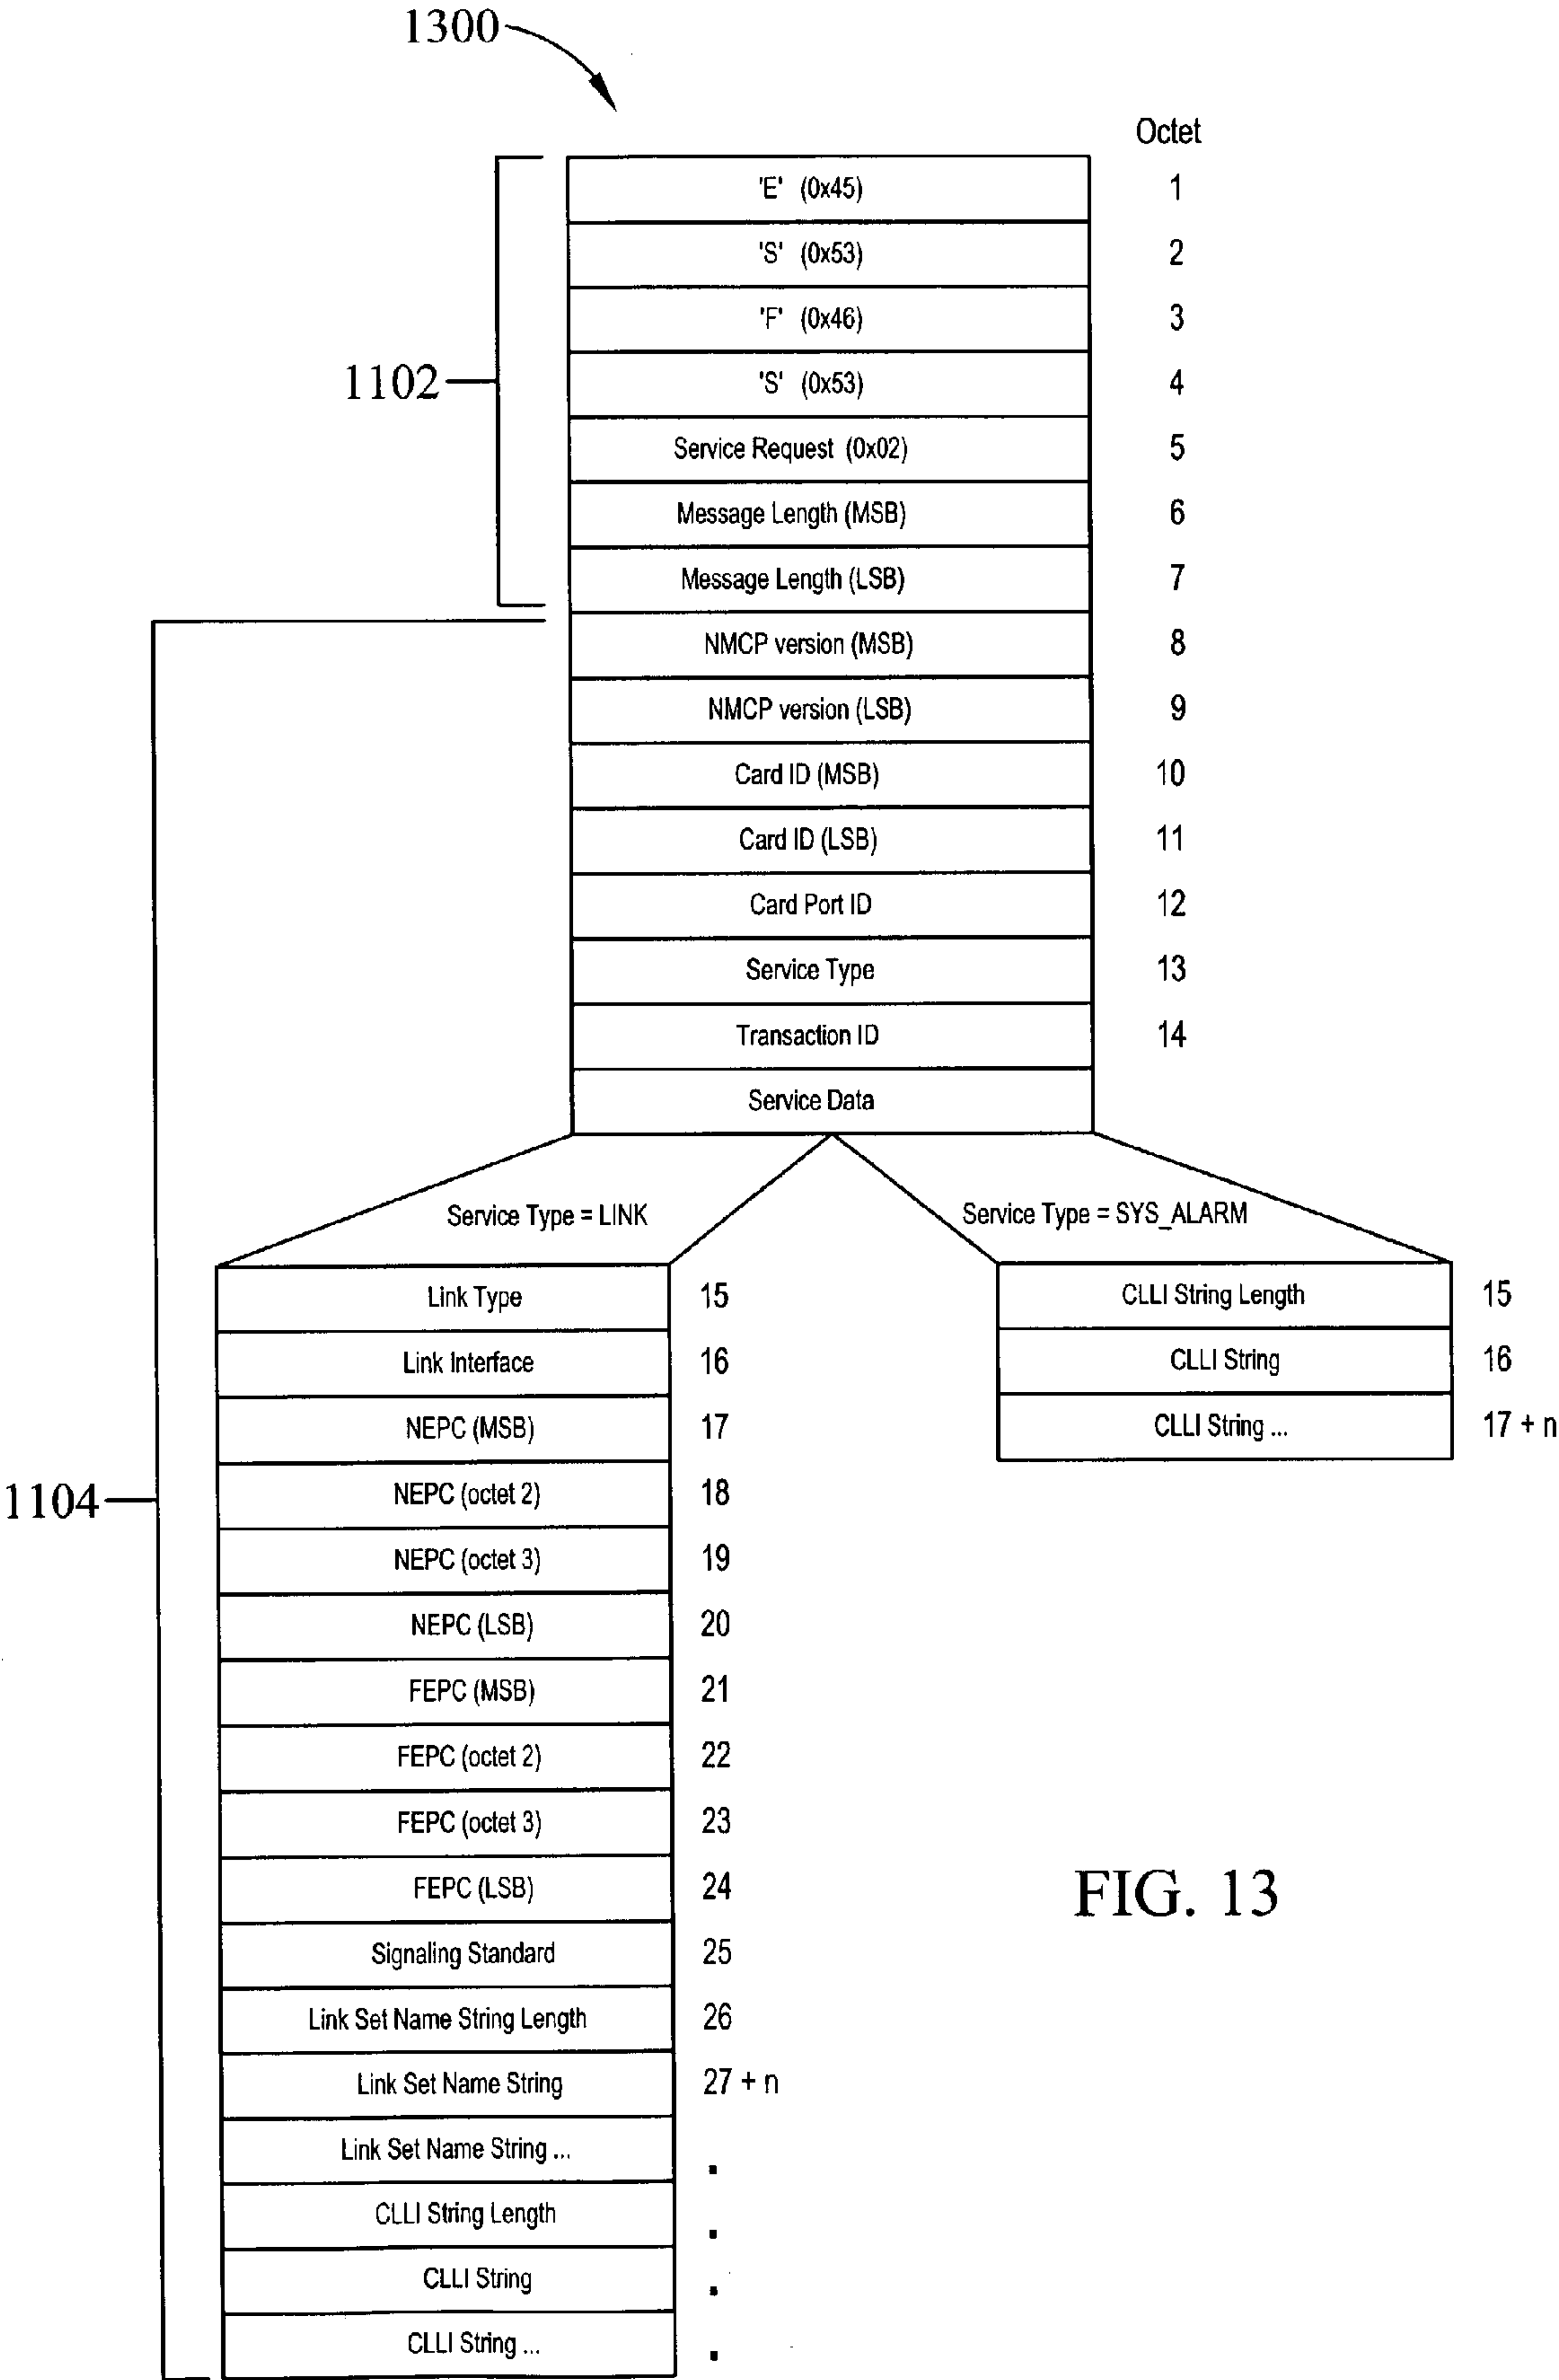 1300
Octet
'E' (0x45) 1
'S' (0x53) 2
'F' (0x46) 3
'S' (0x53) 4
1102
Service Request (0x02) 5
Message Length (MSB) 6
Message Length (LSB) 7
NMCP version (MSB) 8
NMCP version (LSB) 9
Card ID (MSB) 10
Card ID (LSB) 11
Card Port ID 12
Service Type 13
Transaction ID 14
Service Data
Service Type = LINK
Link Type 15
Link Interface 16
NEPC (MSB) 17
NEPC (octet 2) 18
1104
NEPC (octet 3) 19
NEPC (LSB) 20
FEPC (MSB) 21
FEPC (octet 2) 22
FEPC (octet 3) 23
FEPC (LSB) 24
Signaling Standard 25
Link Set Name String Length 26
Link Set Name String 27 + n
Link Set Name String ... .
CLLI String Length .
CLLI String .
CLLI String ... .
Service Type = SYS_ALARM
CLLI String Length 15
CLLI String 16
CLLI String ... 17 + n
FIG. 13